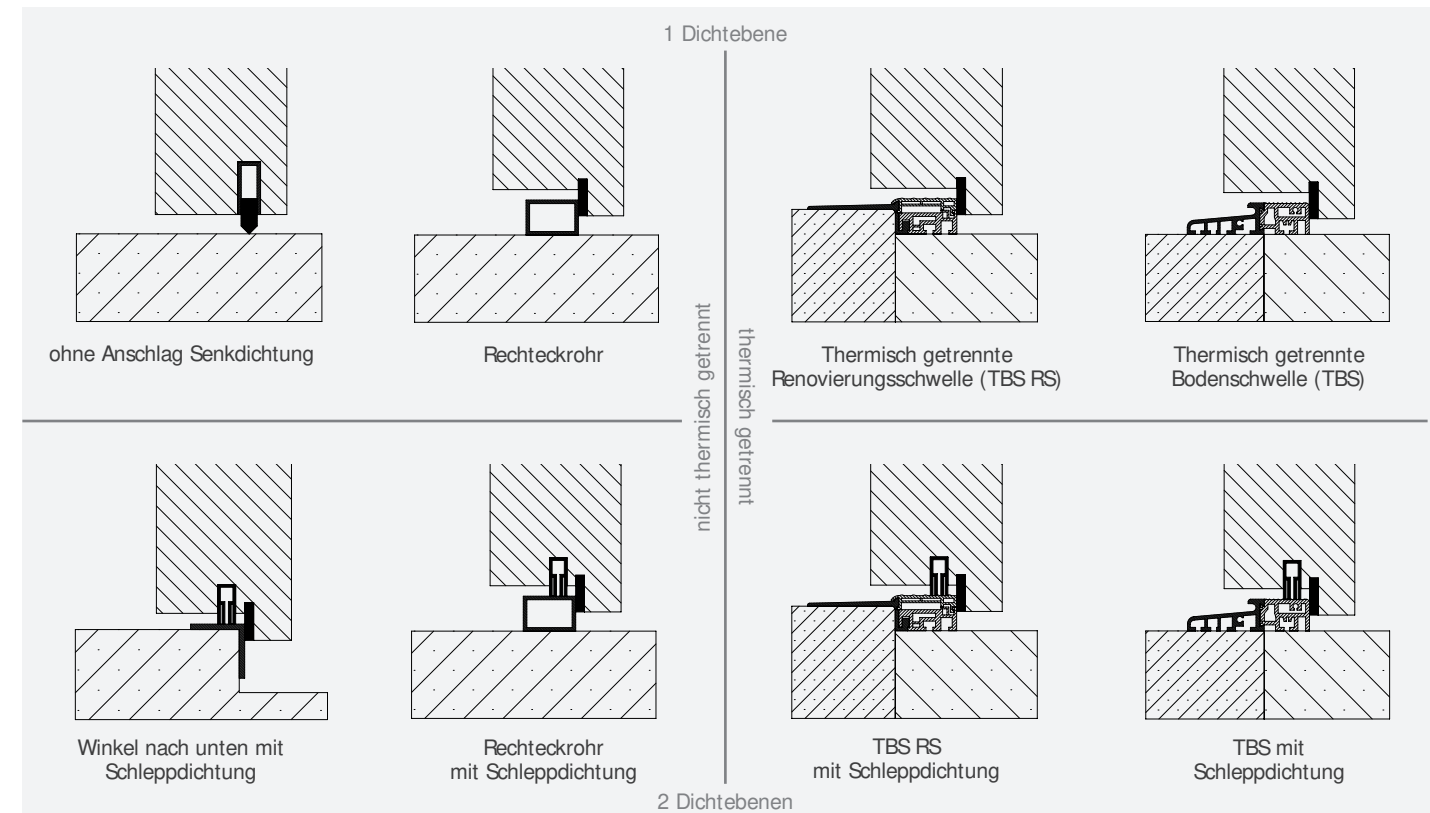 1 Dichtebene
ohne Anschlag Senkdichtung
Rechteckrohr
Thermisch getrennte
Renovierungsschwelle (TBS RS)
Thermisch getrennte
Bodenschwelle (TBS)
nicht thermisch getrennt
thermisch getrennt
Winkel nach unten mit
Schleppdichtung
Rechteckrohr
mit Schleppdichtung
TBS RS
mit Schleppdichtung
TBS mit
Schleppdichtung
2 Dichtebenen